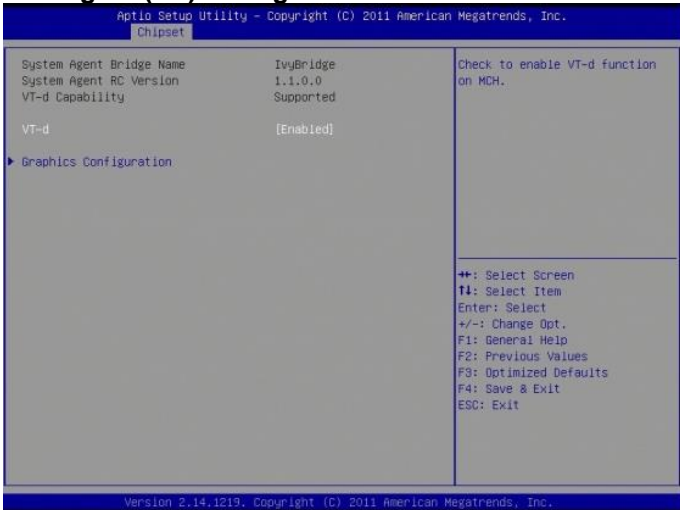 Aptio Setup Utility – Copyright (C) 2011 American Megatrends, Inc.
Chipset
System Agent Bridge Name IvyBridge
System Agent RC Version 1.1.0.0
VT-d Capability Supported
VT-d [Enabled]
Graphics Configuration
Check to enable VT-d function
on MCH.
→←: Select Screen
↑↓: Select Item
Enter: Select
+/-: Change Opt.
F1: General Help
F2: Previous Values
F3: Optimized Defaults
F4: Save & Exit
ESC: Exit
Version 2.14.1219. Copyright (C) 2011 American Megatrends, Inc.